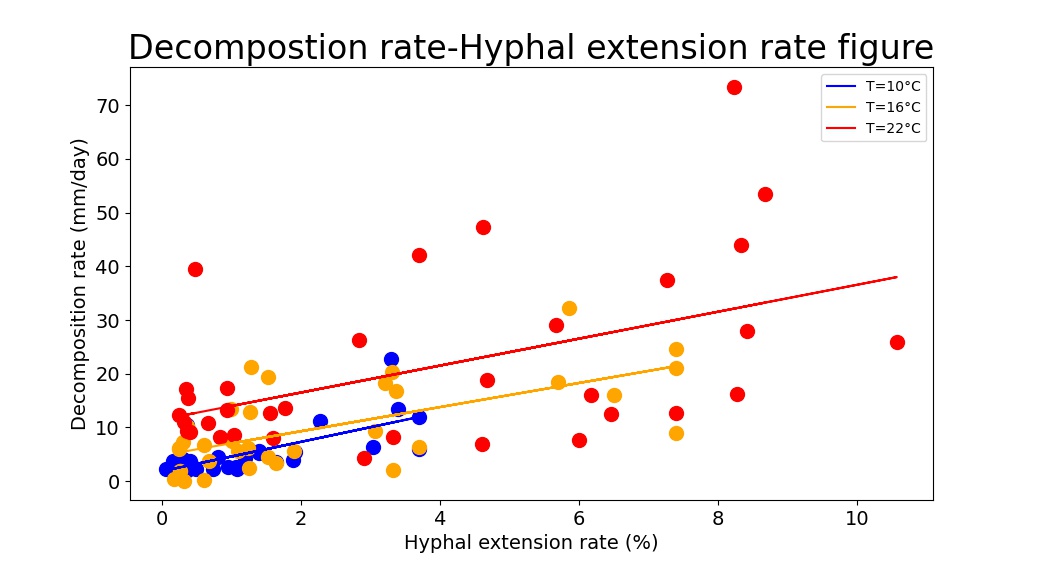 Decompostion rate-Hyphal extension rate figure
T=10°C
T=16°C
T=22°C
Decomposition rate (mm/day)
70
60
50
40
30
20
10
0
0 2 4 6 8 10
Hyphal extension rate (%)